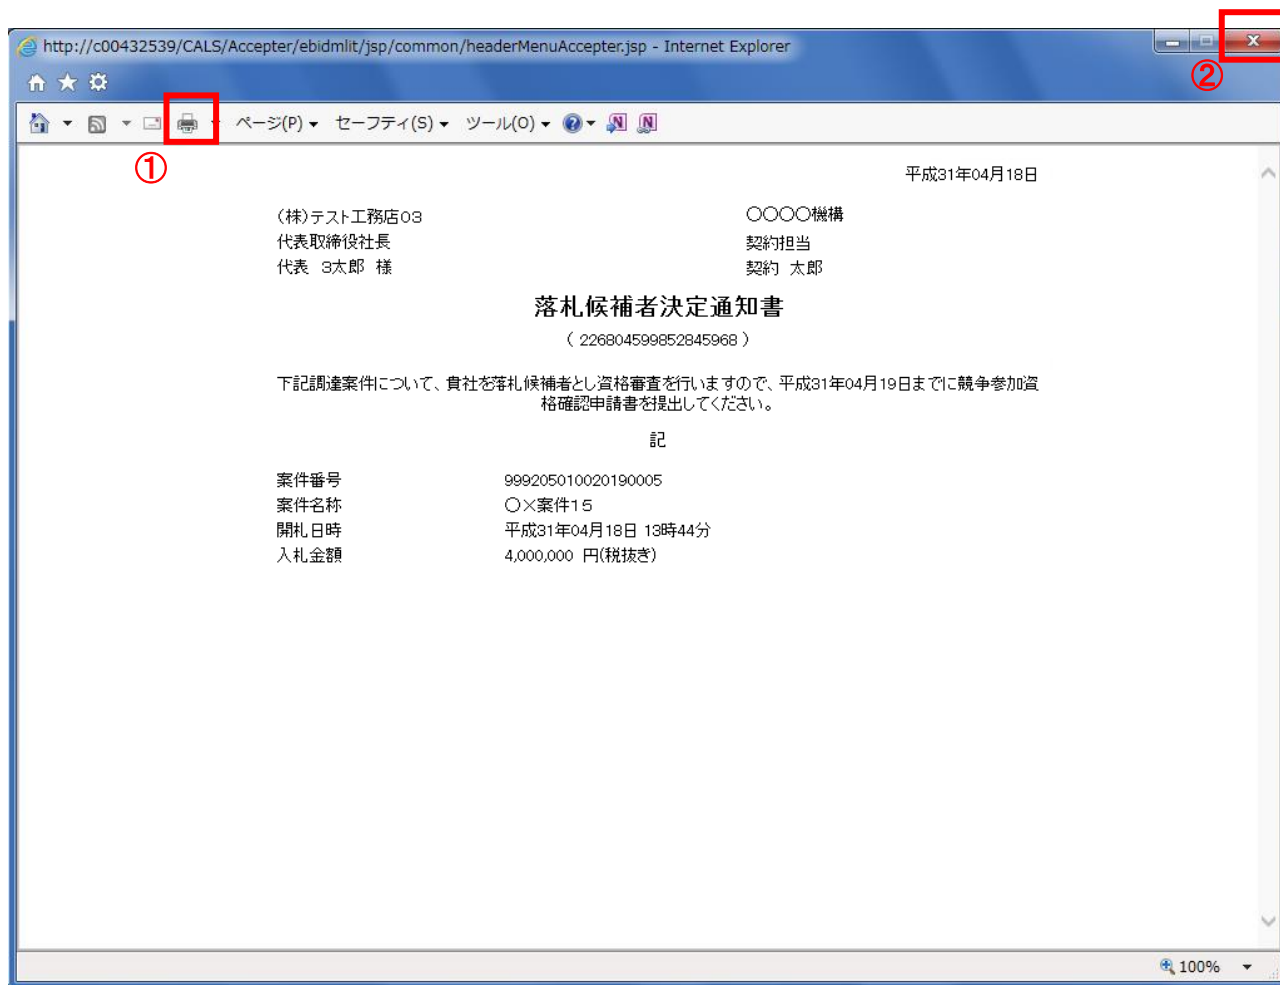 http://c00432539/CALS/Accepter/ebidmlit/jsp/common/headerMenuAccepter.jsp - Internet Explorer
②
ページ(P) セーフティ(S) ツール(O)
①
平成31年04月18日
(株)テスト工務店03
〇〇〇〇機構
代表取締役社長
契約担当
代表 3太郎 様
契約 太郎
落札候補者決定通知書
( 226804599852845968 )
下記調達案件について、貴社を落札候補者とし資格審査を行いますので、平成31年04月19日までに競争参加資
格確認申請書を提出してください。
記
案件番号 999205010020190005
案件名称 〇×案件15
開札日時 平成31年04月18日 13時44分
入札金額 4,000,000 円(税抜き)
100%